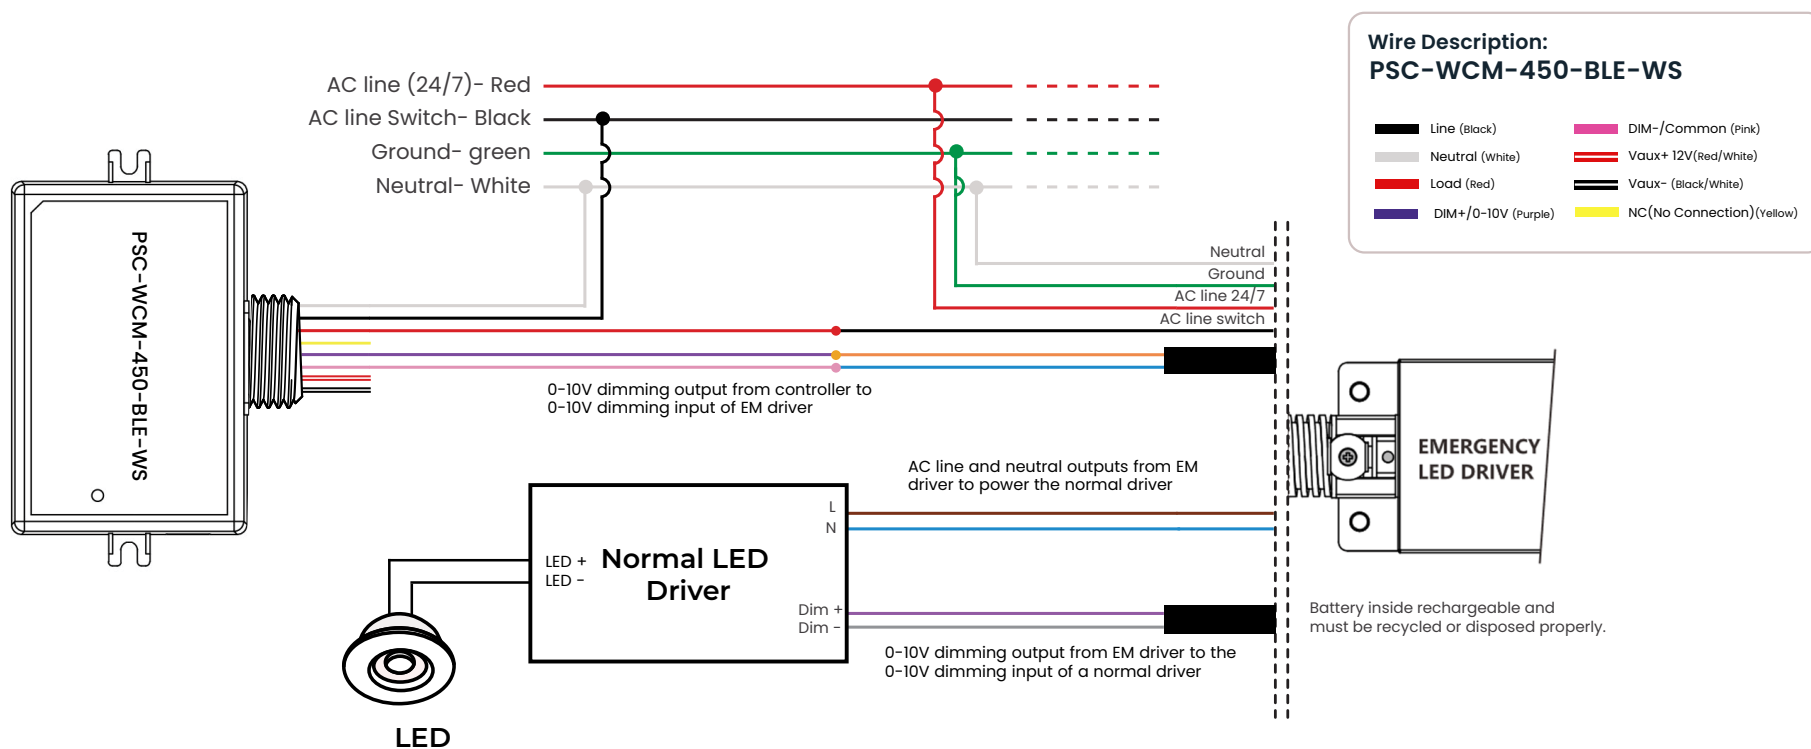 Wire Description:
PSC-WCM-450-BLE-WS
Line (Black)
Neutral (White)
Load (Red)
DIM+/0-10V (Purple)
DIM-/Common (Pink)
Vaux+ 12V(Red/White)
Vaux- (Black/White)
NC(No Connection)(Yellow)
AC line (24/7)- Red
AC line Switch- Black
Ground- green
Neutral- White
PSC-WCM-450-BLE-WS
Neutral
Ground
AC line 24/7
AC line switch
0-10V dimming output from controller to
0-10V dimming input of EM driver
EMERGENCY
LED DRIVER
AC line and neutral outputs from EM
driver to power the normal driver
L
N
LED +
LED -
Normal LED
Driver
Dim +
Dim -
Battery inside rechargeable and
must be recycled or disposed properly.
0-10V dimming output from EM driver to the
0-10V dimming input of a normal driver
LED